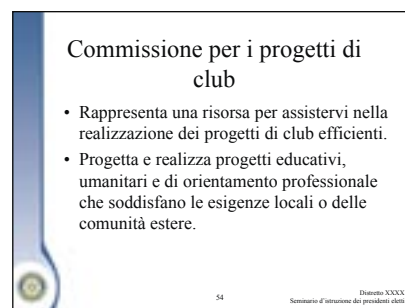 Commissione per i progetti di
club
• Rappresenta una risorsa per assistervi nella
realizzazione dei progetti di club efficienti.
• Progetta e realizza progetti educativi,
umanitari e di orientamento professionale
che soddisfano le esigenze locali o delle
comunità estere.
54
Distretto XXXX
Seminario d'istruzione dei presidenti eletti